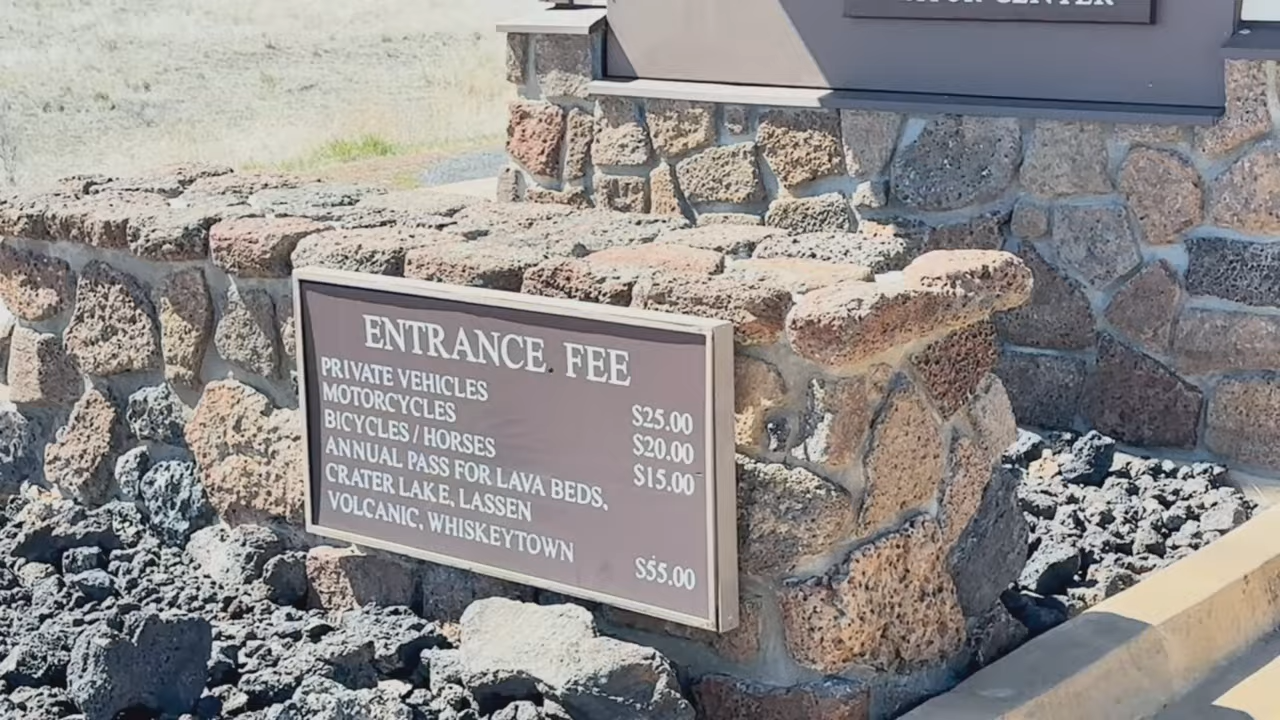 CENTER
ENTRANCE FEE
PRIVATE VEHICLES
MOTORCYCLES $25.00
BICYCLES / HORSES $20.00
ANNUAL PASS FOR LAVA BEDS, $15.00
CRATER LAKE, LASSEN
VOLCANIC, WHISKEYTOWN
$55.00